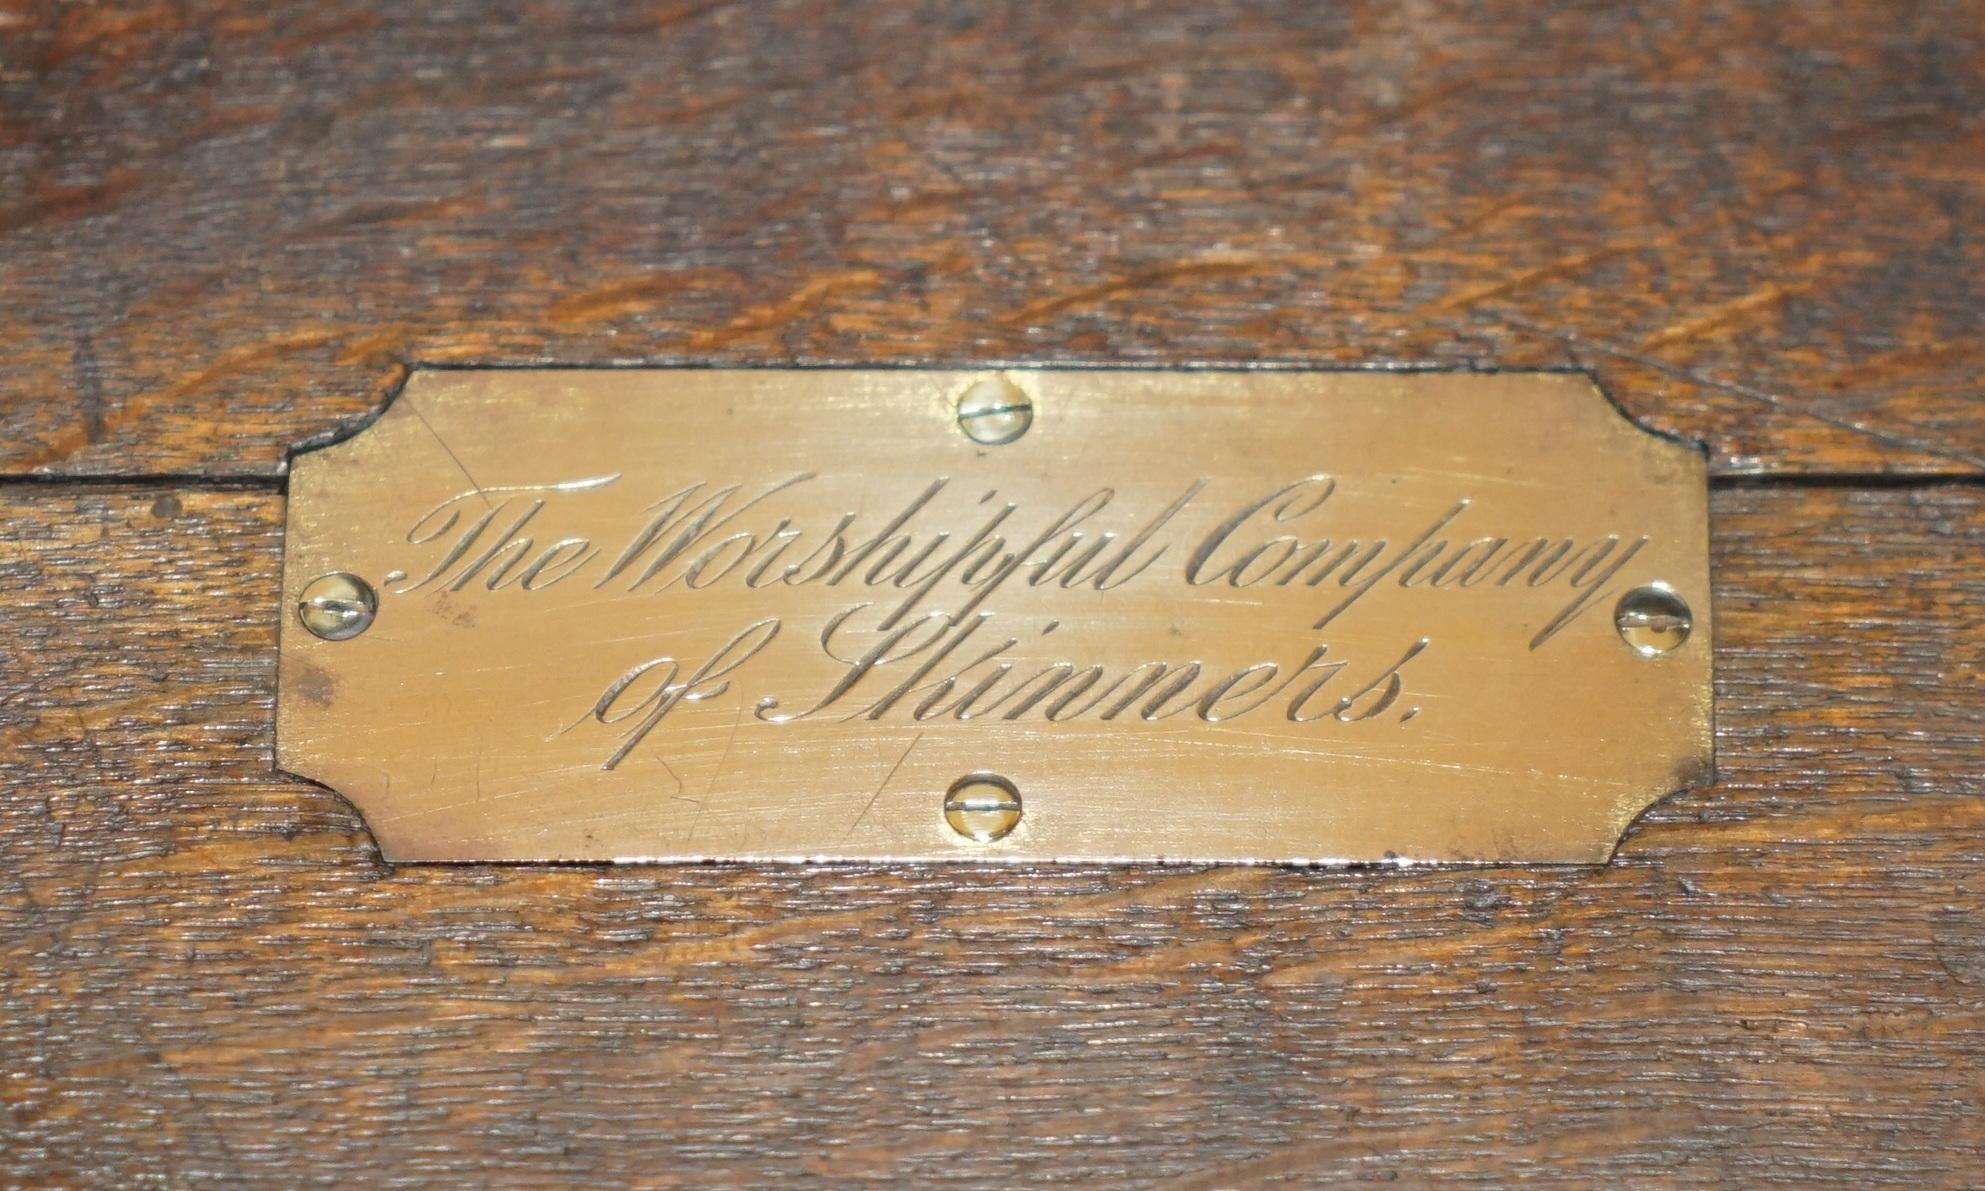 The Worshipful Company
of Skinners.